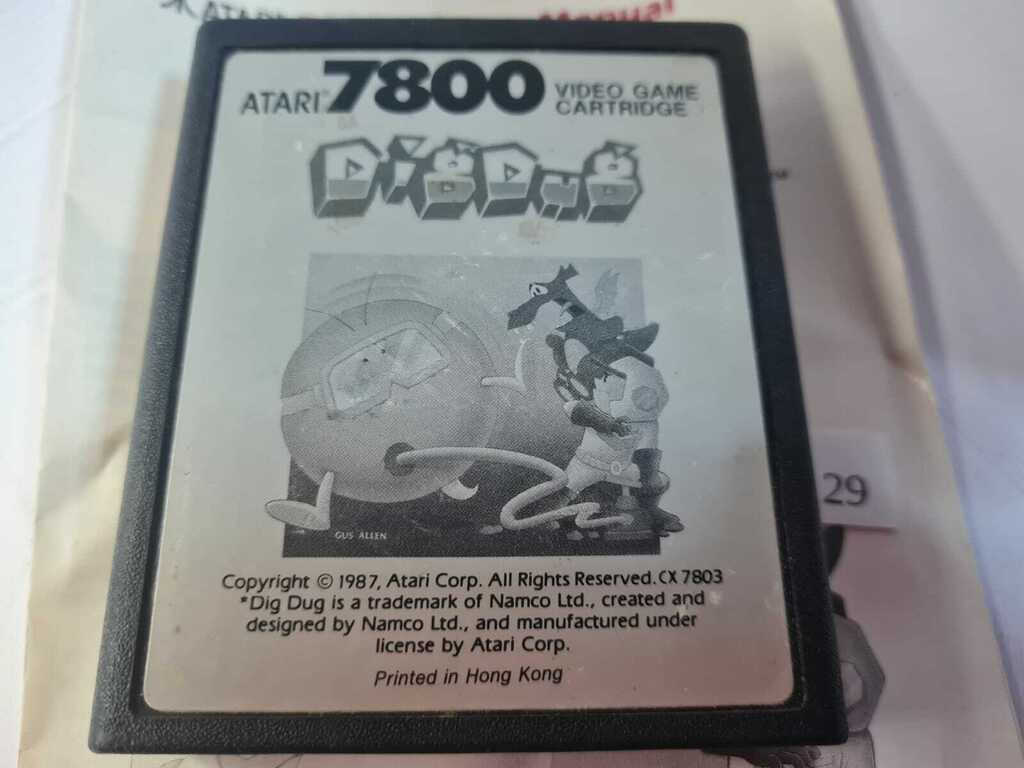 ATARI Manual
ATARI 7800 VIDEO GAME CARTRIDGE
Dig Dug
GUS ALLEN
29
Copyright © 1987, Atari Corp. All Rights Reserved. CX 7803
*Dig Dug is a trademark of Namco Ltd., created and
designed by Namco Ltd., and manufactured under
license by Atari Corp.
Printed in Hong Kong